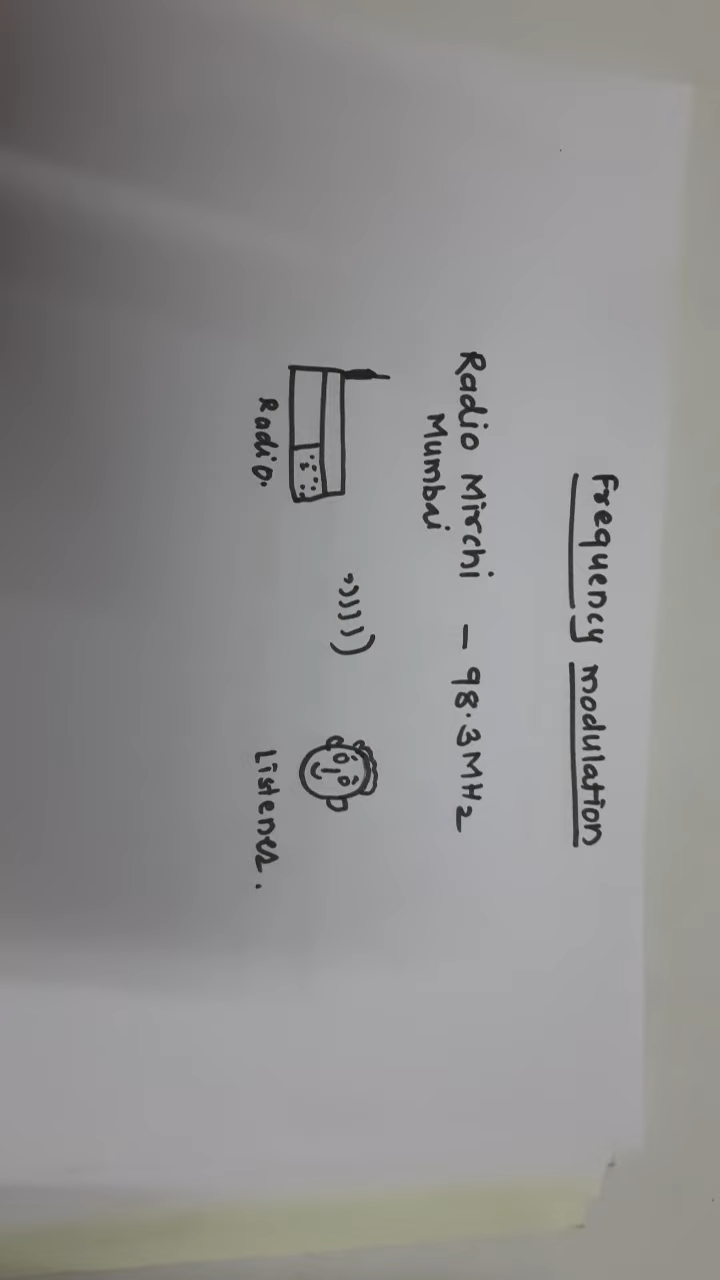 Frequency modulation
Radio Mirchi - 98.3MHz
Mumbai
Radio.
Listener.